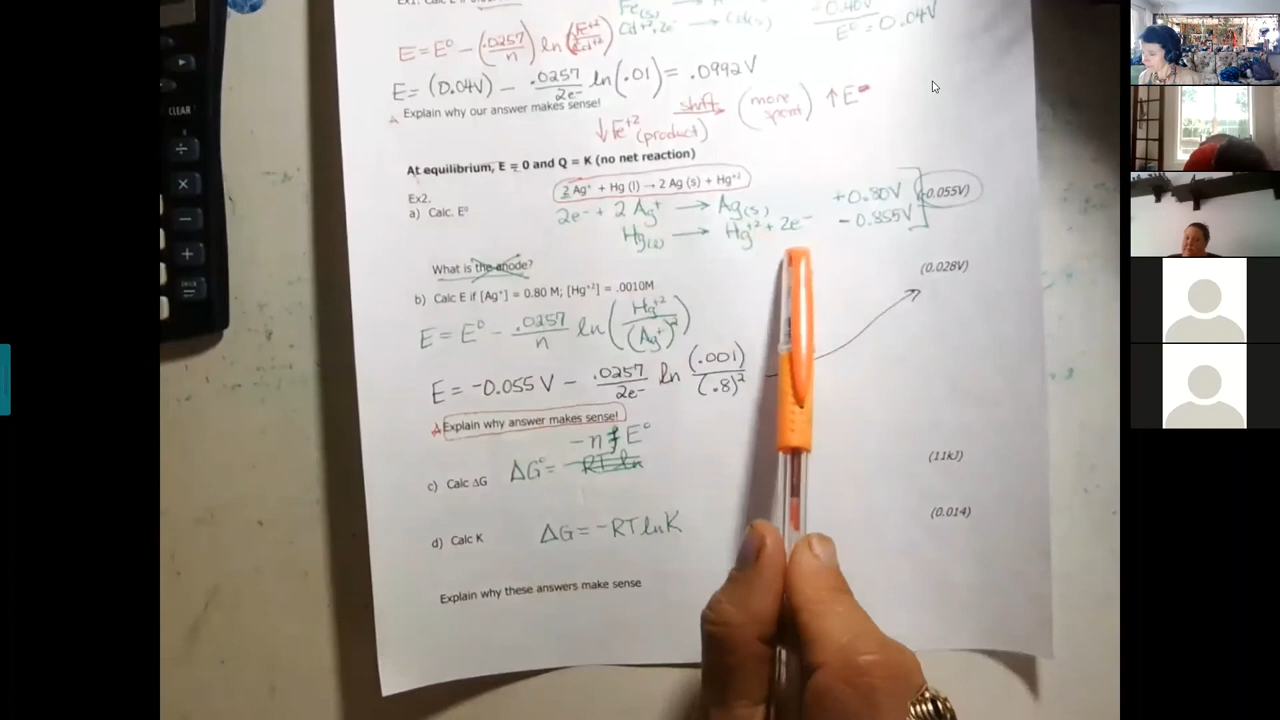 Fe(s)
Cd+2+2e- → Cd(s)
-0.40V
E° = 0.04V
E = E° - (.0257/n) ln (Fe+2/Cd+2)
E = (0.04V) - .0257/2e- ln(.01) = .0992V
Explain why our answer makes sense!
↓Fe+2 (product) shift → (more spont) ↑E
At equilibrium, E = 0 and Q = K (no net reaction)
Ex2. 2 Ag+ + Hg (l) → 2 Ag (s) + Hg+2
a) Calc. E° 2e- + 2 Ag+ → Ag(s) +0.80V
(-0.055V)
Hg(l) → Hg+2 + 2e- -0.855V
What is the anode?
(0.028V)
b) Calc E if [Ag+] = 0.80 M; [Hg+2] = .0010M
E = E° - .0257/n ln (Hg+2/(Ag+)2)
E = -0.055 V - .0257/2e- ln (.001)/(.8)2
Explain why answer makes sense!
-nfE°
c) Calc ΔG ΔG° = -RT ln
(11kJ)
d) Calc K ΔG = -RT lnK
(0.014)
Explain why these answers make sense
CLEAR
÷
×
+